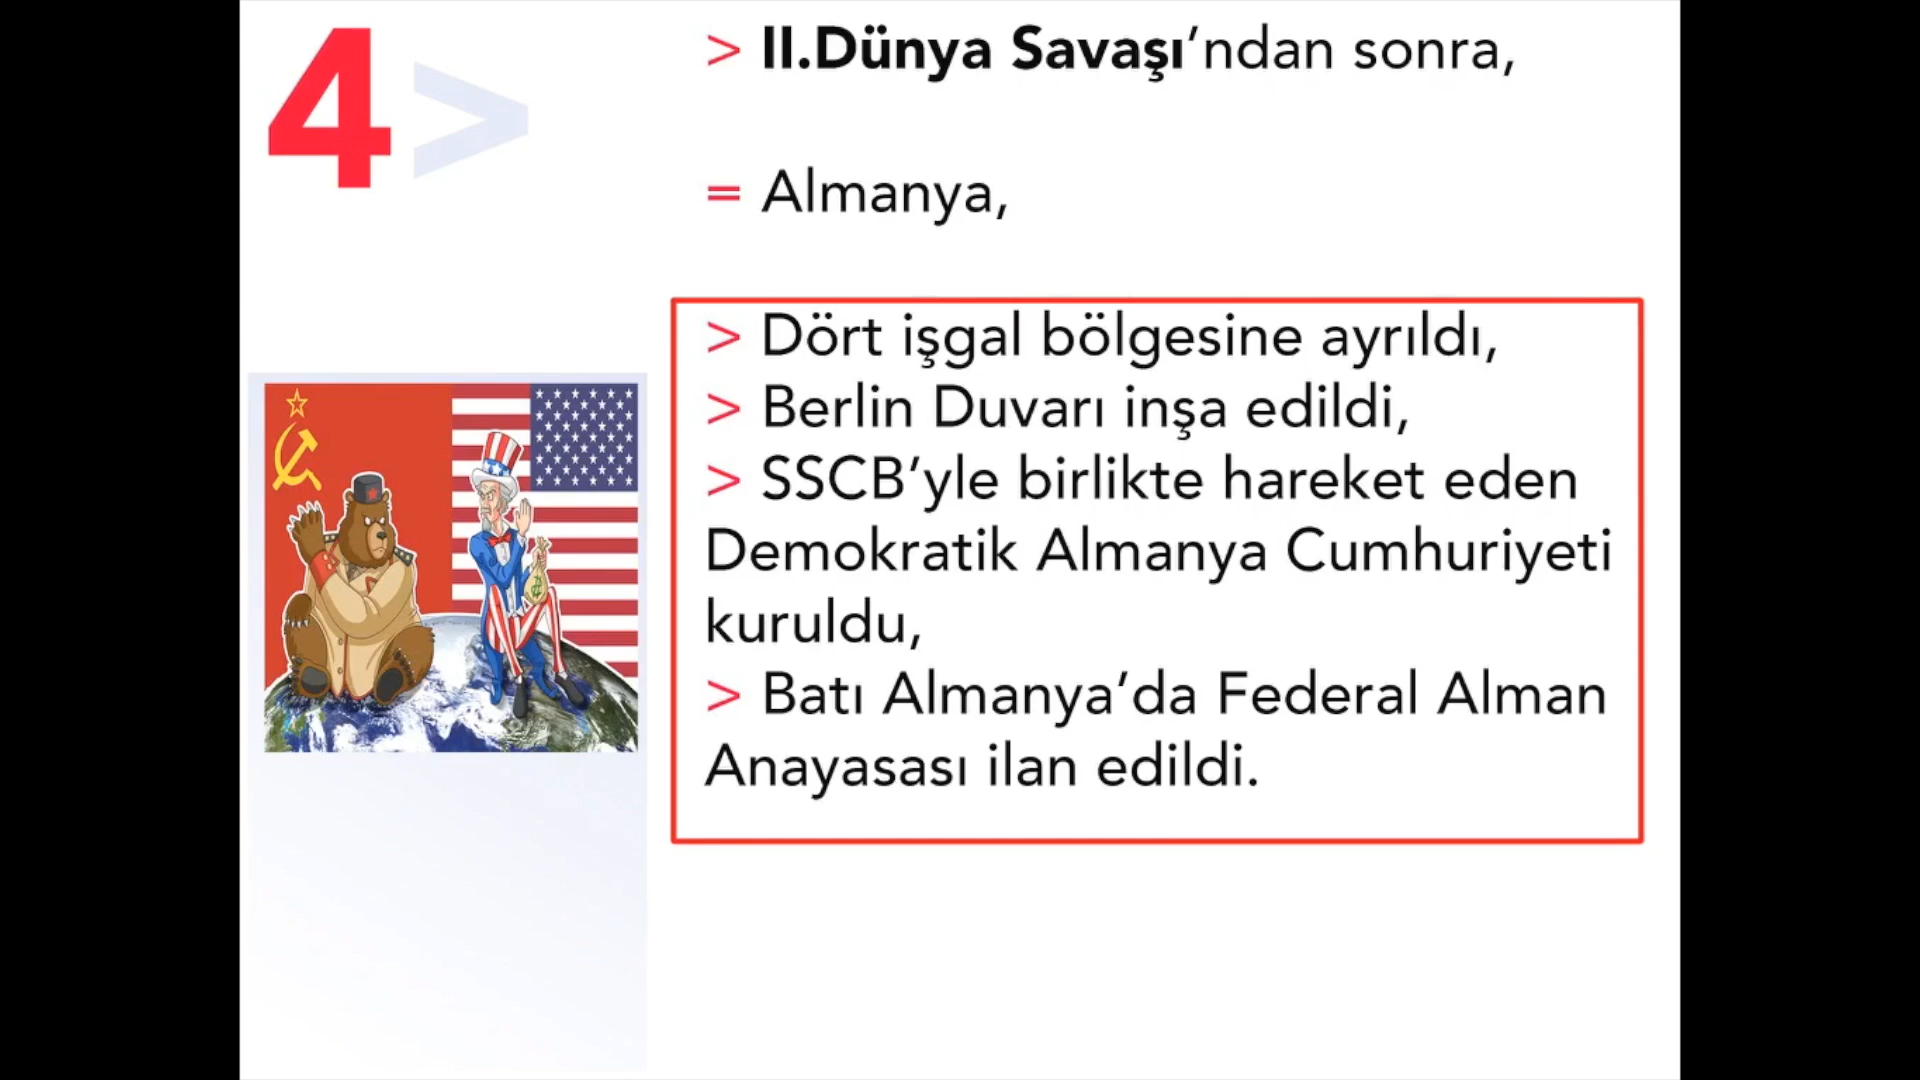 4>
> II.Dünya Savaşı’ndan sonra,
= Almanya,
> Dört işgal bölgesine ayrıldı,
> Berlin Duvarı inşa edildi,
> SSCB’yle birlikte hareket eden
Demokratik Almanya Cumhuriyeti
kuruldu,
> Batı Almanya’da Federal Alman
Anayasası ilan edildi.